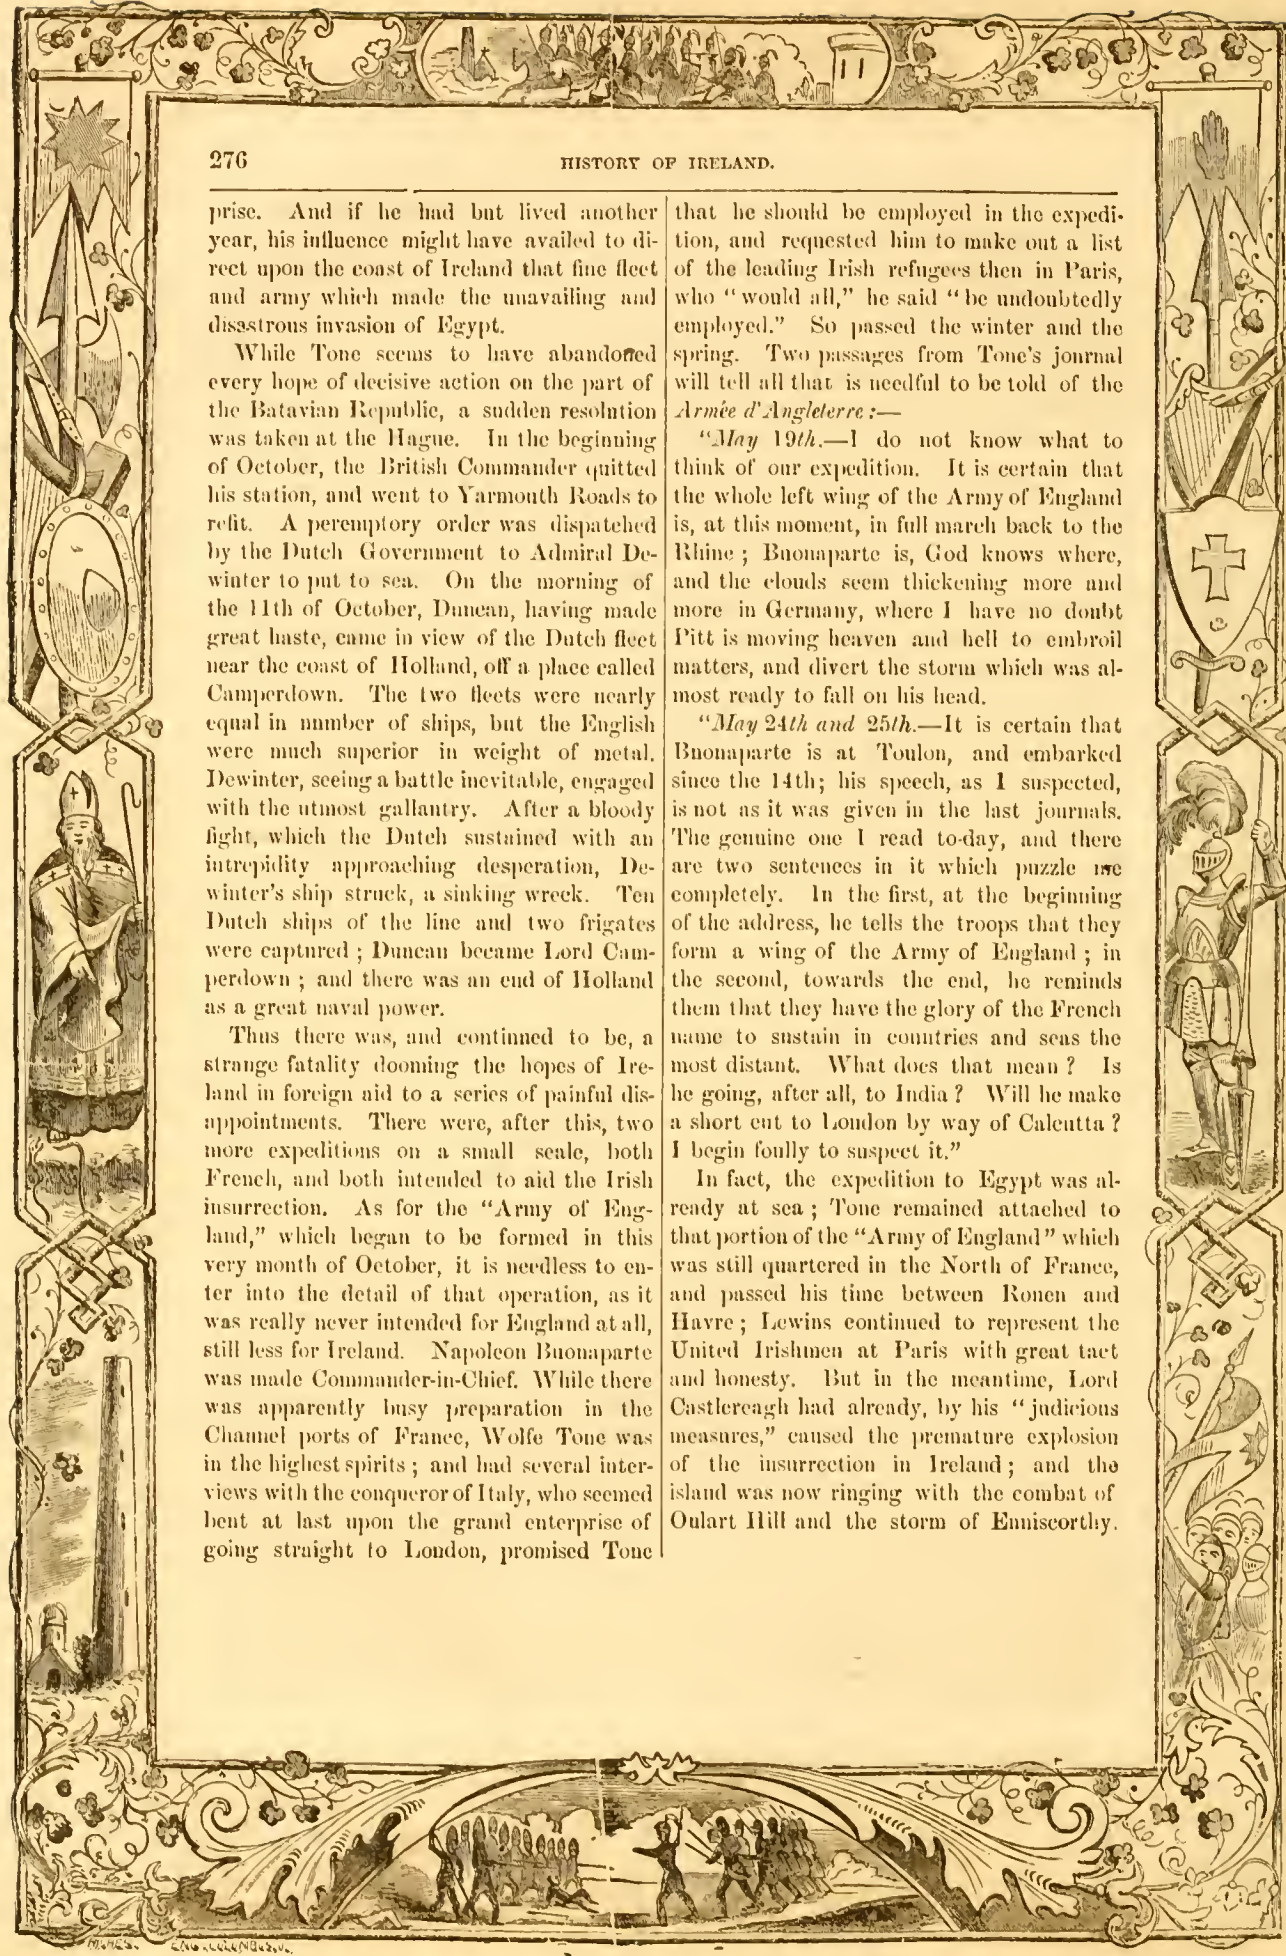 276
HISTORY OF IRELAND.
prise. And if he had but lived another
year, his influence might have availed to di-
rect upon the coast of Ireland that fine fleet
and army which made the unavailing and
disastrous invasion of Egypt.
While Tone seems to have abandoned
every hope of decisive action on the part of
the Batavian Republic, a sudden resolution
was taken at the Hague. In the beginning
of October, the British Commander quitted
his station, and went to Yarmouth Roads to
refit. A peremptory order was dispatched
by the Dutch Government to Admiral De-
winter to put to sea. On the morning of
the 11th of October, Duncan, having made
great haste, came in view of the Dutch fleet
near the coast of Holland, off a place called
Camperdown. The two fleets were nearly
equal in number of ships, but the English
were much superior in weight of metal.
Dewinter, seeing a battle inevitable, engaged
with the utmost gallantry. After a bloody
fight, which the Dutch sustained with an
intrepidity approaching desperation, De-
winter's ship struck, a sinking wreck. Ten
Dutch ships of the line and two frigates
were captured ; Duncan became Lord Cam-
perdown ; and there was an end of Holland
as a great naval power.
Thus there was, and continued to be, a
strange fatality dooming the hopes of Ire-
land in foreign aid to a series of painful dis-
appointments. There were, after this, two
more expeditions on a small scale, both
French, and both intended to aid the Irish
insurrection. As for the "Army of Eng-
land," which began to be formed in this
very month of October, it is needless to en-
ter into the detail of that operation, as it
was really never intended for England at all,
still less for Ireland. Napoleon Buonaparte
was made Commander-in-Chief. While there
was apparently busy preparation in the
Channel ports of France, Wolfe Tone was
in the highest spirits ; and had several inter-
views with the conqueror of Italy, who seemed
bent at last upon the grand enterprise of
going straight to London, promised Tone
that he should be employed in the expedi-
tion, and requested him to make out a list
of the leading Irish refugees then in Paris,
who "would all," he said "be undoubtedly
employed." So passed the winter and the
spring. Two passages from Tone's journal
will tell all that is needful to be told of the
Armée d'Angleterre :—
"May 19th.—I do not know what to
think of our expedition. It is certain that
the whole left wing of the Army of England
is, at this moment, in full march back to the
Rhine ; Buonaparte is, God knows where,
and the clouds seem thickening more and
more in Germany, where I have no doubt
Pitt is moving heaven and hell to embroil
matters, and divert the storm which was al-
most ready to fall on his head.
"May 24th and 25th.—It is certain that
Buonaparte is at Toulon, and embarked
since the 14th; his speech, as I suspected,
is not as it was given in the last journals.
The genuine one I read to-day, and there
are two sentences in it which puzzle me
completely. In the first, at the beginning
of the address, he tells the troops that they
form a wing of the Army of England ; in
the second, towards the end, he reminds
them that they have the glory of the French
name to sustain in countries and seas the
most distant. What does that mean ? Is
he going, after all, to India ? Will he make
a short cut to London by way of Calcutta ?
I begin foully to suspect it."
In fact, the expedition to Egypt was al-
ready at sea ; Tone remained attached to
that portion of the "Army of England" which
was still quartered in the North of France,
and passed his time between Rouen and
Havre ; Lewins continued to represent the
United Irishmen at Paris with great tact
and honesty. But in the meantime, Lord
Castlereagh had already, by his "judicious
measures," caused the premature explosion
of the insurrection in Ireland ; and the
island was now ringing with the combat of
Oulart Hill and the storm of Enniscorthy.